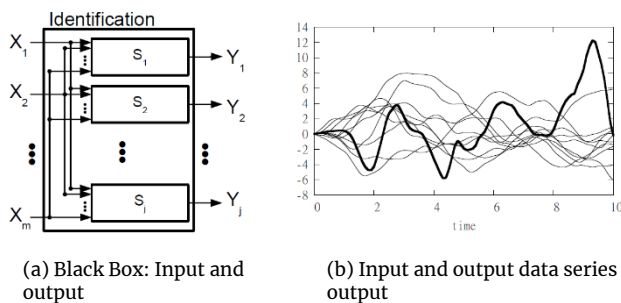 Identification
X1
X2
Xm
S1
S2
Sj
Y1
Y2
Yj
14
12
10
8
6
4
2
0
-2
-4
-6
-8
0
2
4
6
8
10
time
(a) Black Box: Input and
output
(b) Input and output data series
output